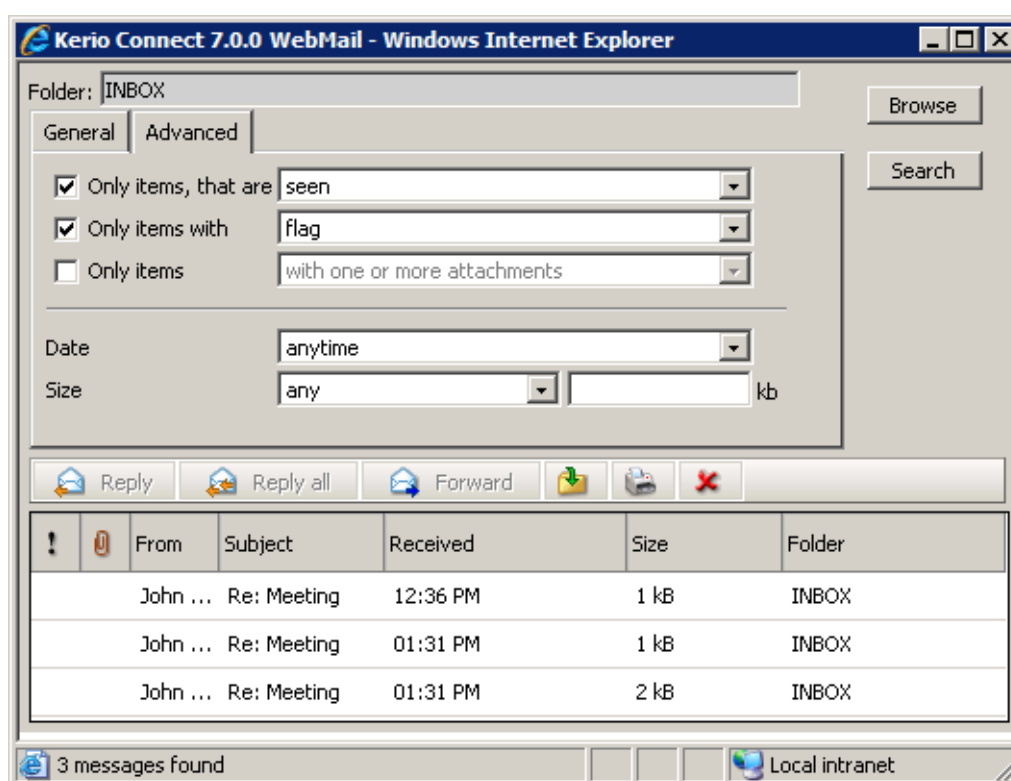 Kerio Connect 7.0.0 WebMail - Windows Internet Explorer
Folder: INBOX
Browse
General Advanced
Search
Only items, that are seen
Only items with flag
Only items with one or more attachments
Date anytime
Size any kb
Reply Reply all Forward
! From Subject Received Size Folder
John ... Re: Meeting 12:36 PM 1 kB INBOX
John ... Re: Meeting 01:31 PM 1 kB INBOX
John ... Re: Meeting 01:31 PM 2 kB INBOX
3 messages found Local intranet